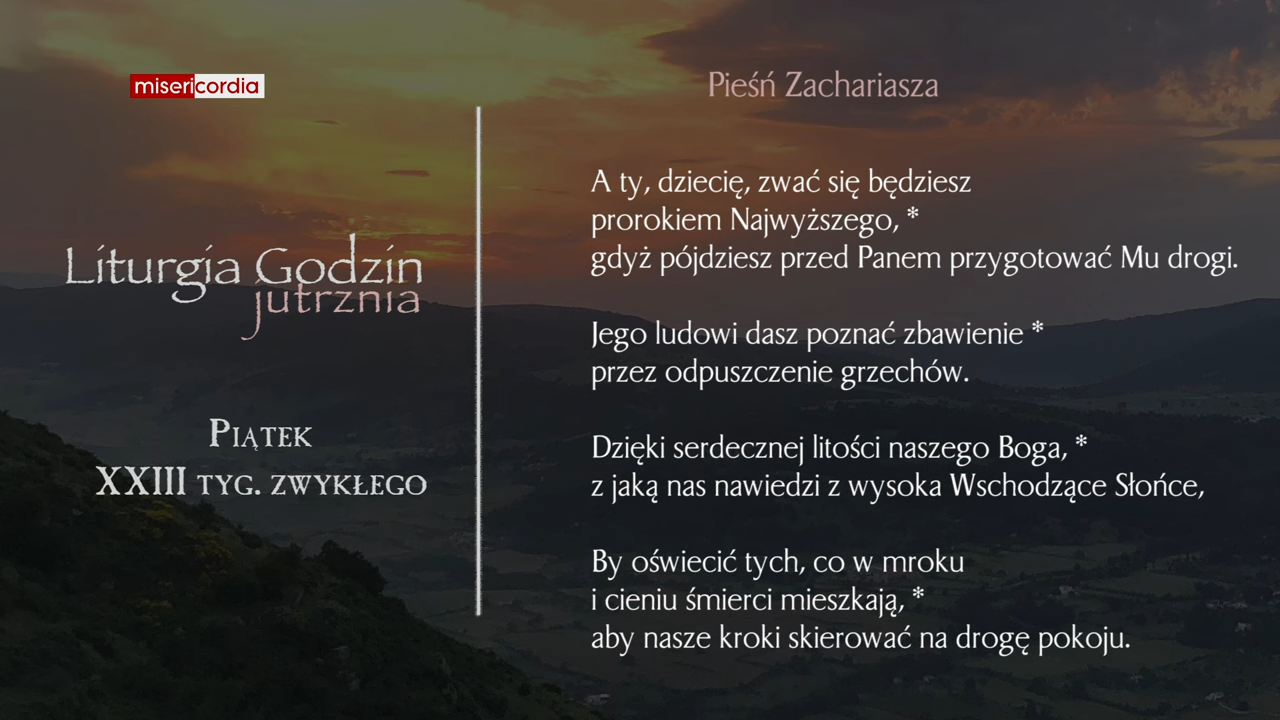 misericordia
Liturgia Godzin
jutrznia
Piątek
XXIII tyg. zwykłego
Pieśń Zachariasza
A ty, dziecię, zwać się będziesz
prorokiem Najwyższego, *
gdyż pójdziesz przed Panem przygotować Mu drogi.
Jego ludowi dasz poznać zbawienie *
przez odpuszczenie grzechów.
Dzięki serdecznej litości naszego Boga, *
z jaką nas nawiedzi z wysoka Wschodzące Słońce,
By oświecić tych, co w mroku
i cieniu śmierci mieszkają, *
aby nasze kroki skierować na drogę pokoju.